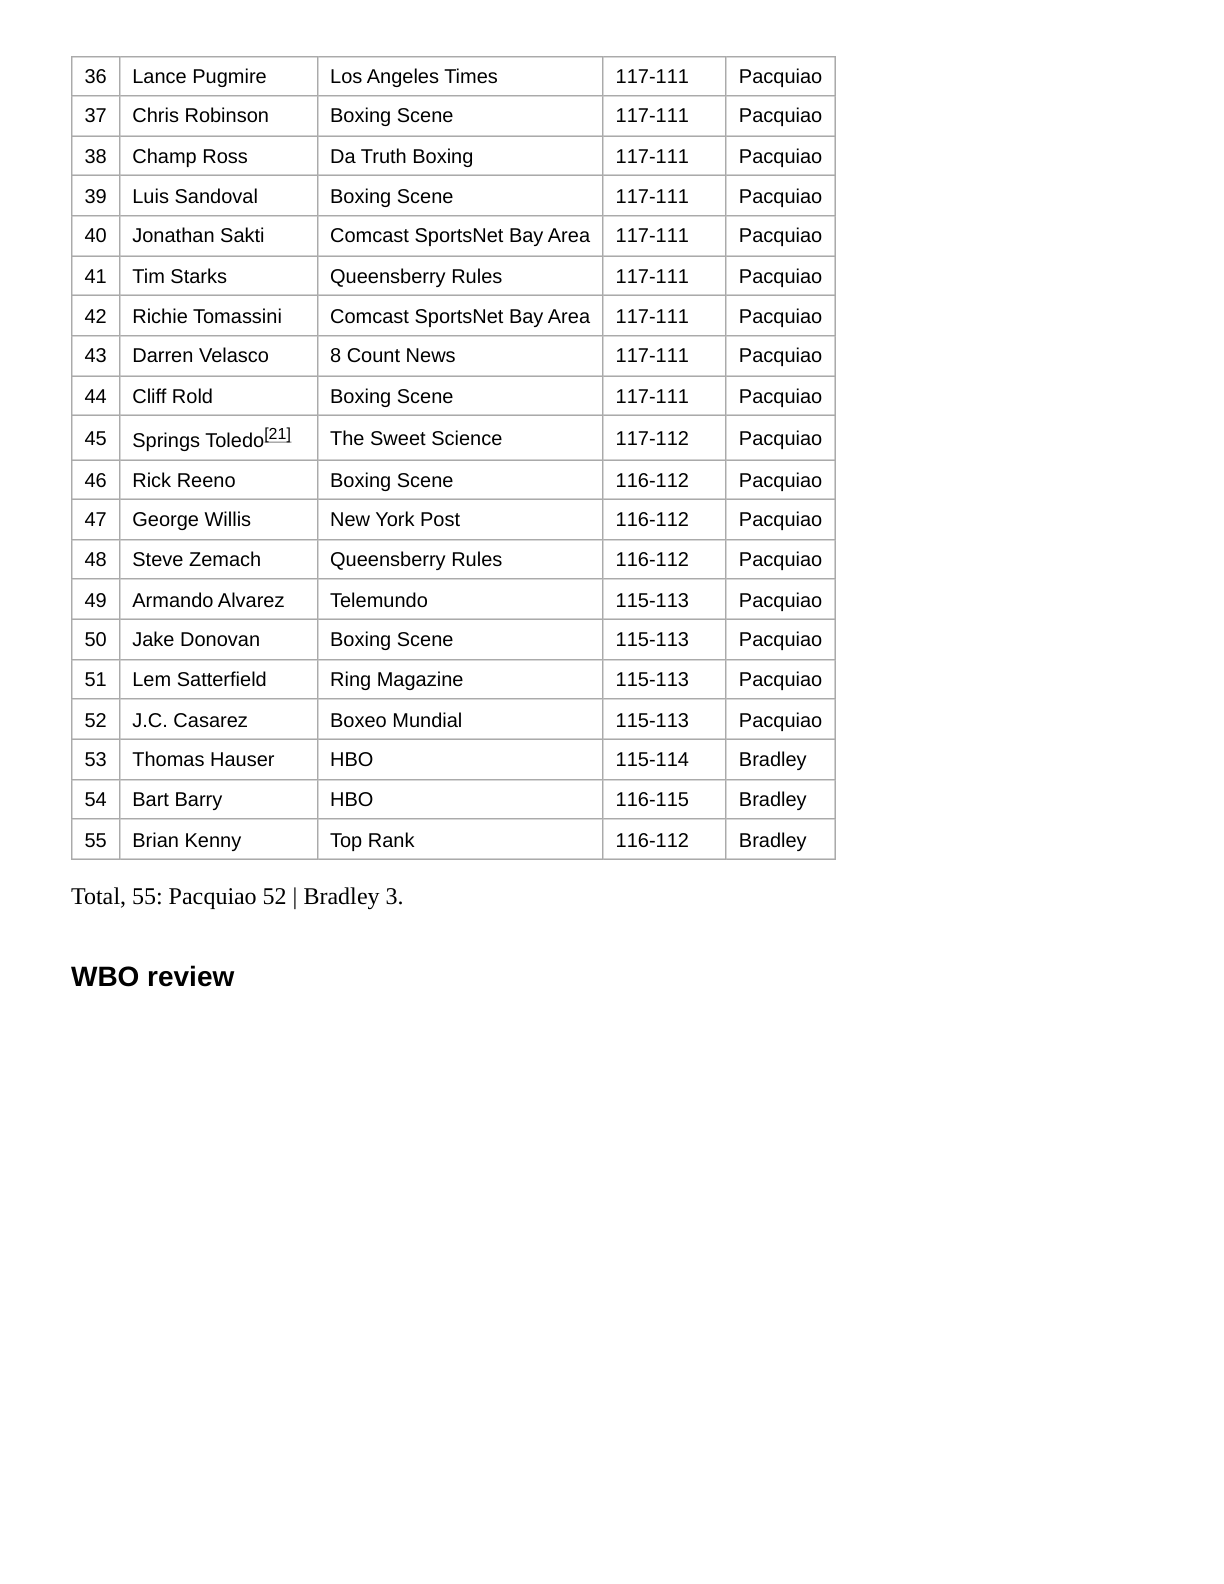 36 Lance Pugmire Los Angeles Times 117-111 Pacquiao
37 Chris Robinson Boxing Scene 117-111 Pacquiao
38 Champ Ross Da Truth Boxing 117-111 Pacquiao
39 Luis Sandoval Boxing Scene 117-111 Pacquiao
40 Jonathan Sakti Comcast SportsNet Bay Area 117-111 Pacquiao
41 Tim Starks Queensberry Rules 117-111 Pacquiao
42 Richie Tomassini Comcast SportsNet Bay Area 117-111 Pacquiao
43 Darren Velasco 8 Count News 117-111 Pacquiao
44 Cliff Rold Boxing Scene 117-111 Pacquiao
45 Springs Toledo[21] The Sweet Science 117-112 Pacquiao
46 Rick Reeno Boxing Scene 116-112 Pacquiao
47 George Willis New York Post 116-112 Pacquiao
48 Steve Zemach Queensberry Rules 116-112 Pacquiao
49 Armando Alvarez Telemundo 115-113 Pacquiao
50 Jake Donovan Boxing Scene 115-113 Pacquiao
51 Lem Satterfield Ring Magazine 115-113 Pacquiao
52 J.C. Casarez Boxeo Mundial 115-113 Pacquiao
53 Thomas Hauser HBO 115-114 Bradley
54 Bart Barry HBO 116-115 Bradley
55 Brian Kenny Top Rank 116-112 Bradley
Total, 55: Pacquiao 52 | Bradley 3.
WBO review